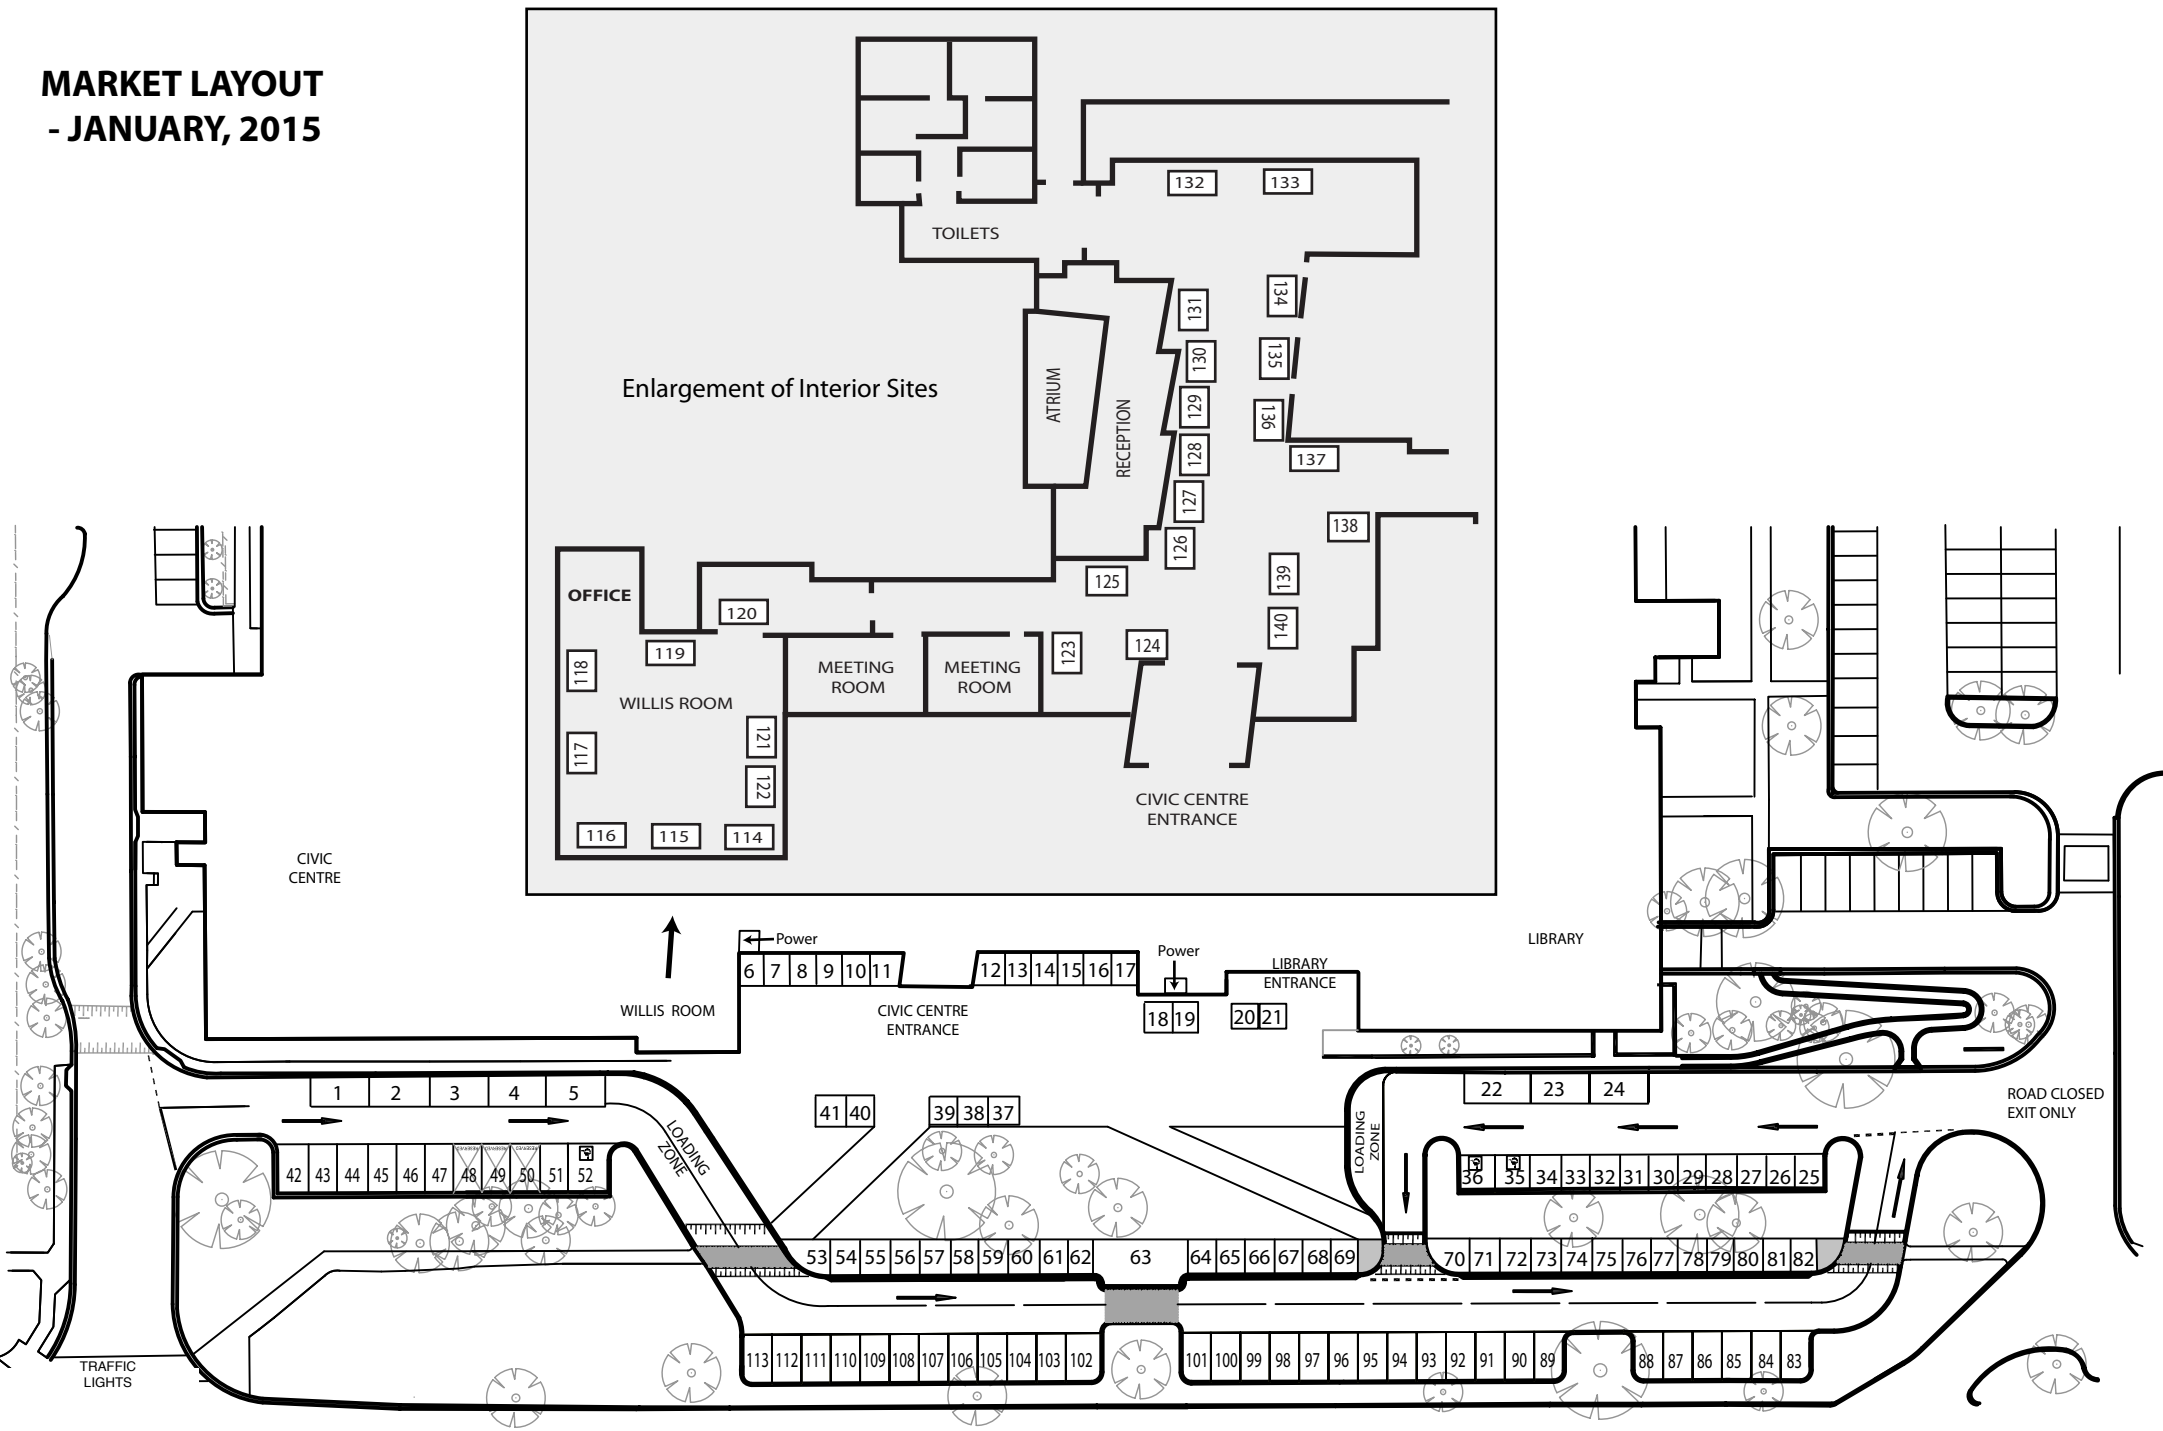 MARKET LAYOUT
- JANUARY, 2015
132 133
TOILETS
134
131
135
130
Enlargement of Interior Sites
ATRIUM
RECEPTION
129
136
128
137
127
138
126
125
139
OFFICE
120
140
119
118
MEETING
ROOM
MEETING
ROOM
123
124
WILLIS ROOM
121
117
122
CIVIC CENTRE
ENTRANCE
116 115 114
CIVIC
CENTRE
Power
6 7 8 9 10 11
12 13 14 15 16 17
Power
LIBRARY
LIBRARY
ENTRANCE
WILLIS ROOM
CIVIC CENTRE
ENTRANCE
18 19
20 21
1 2 3 4 5
22 23 24
ROAD CLOSED
EXIT ONLY
41 40
39 38 37
LOADING
ZONE
LOADING
ZONE
42 43 44 45 46 47 48 49 50 51 52
RESERVED RESERVED RESERVED
36 35 34 33 32 31 30 29 28 27 26 25
53 54 55 56 57 58 59 60 61 62 63 64 65 66 67 68 69
70 71 72 73 74 75 76 77 78 79 80 81 82
113 112 111 110 109 108 107 106 105 104 103 102
101 100 99 98 97 96 95 94 93 92 91 90 89
88 87 86 85 84 83
TRAFFIC
LIGHTS